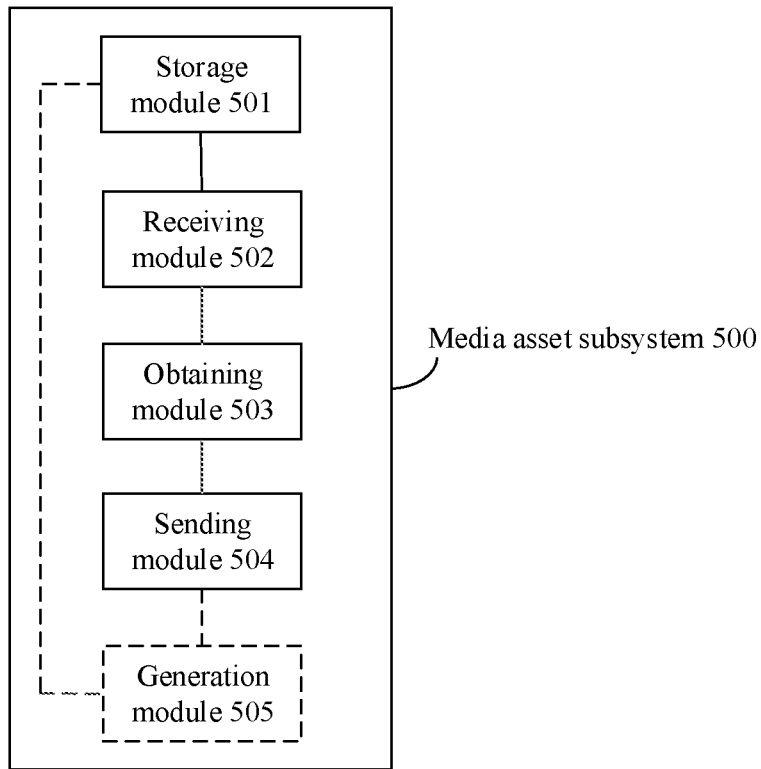 Storage
module 501
Receiving
module 502
Media asset subsystem 500
Obtaining
module 503
Sending
module 504
Generation
module 505